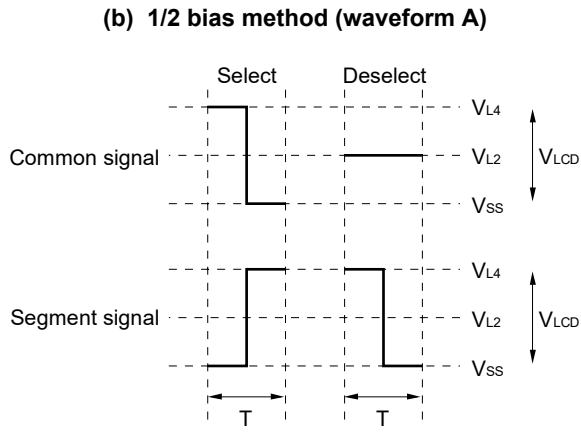 (b) 1/2 bias method (waveform A)
Select Deselect
VL4
Common signal VL2 VLCD
VSS
VL4
Segment signal VL2 VLCD
VSS
T T